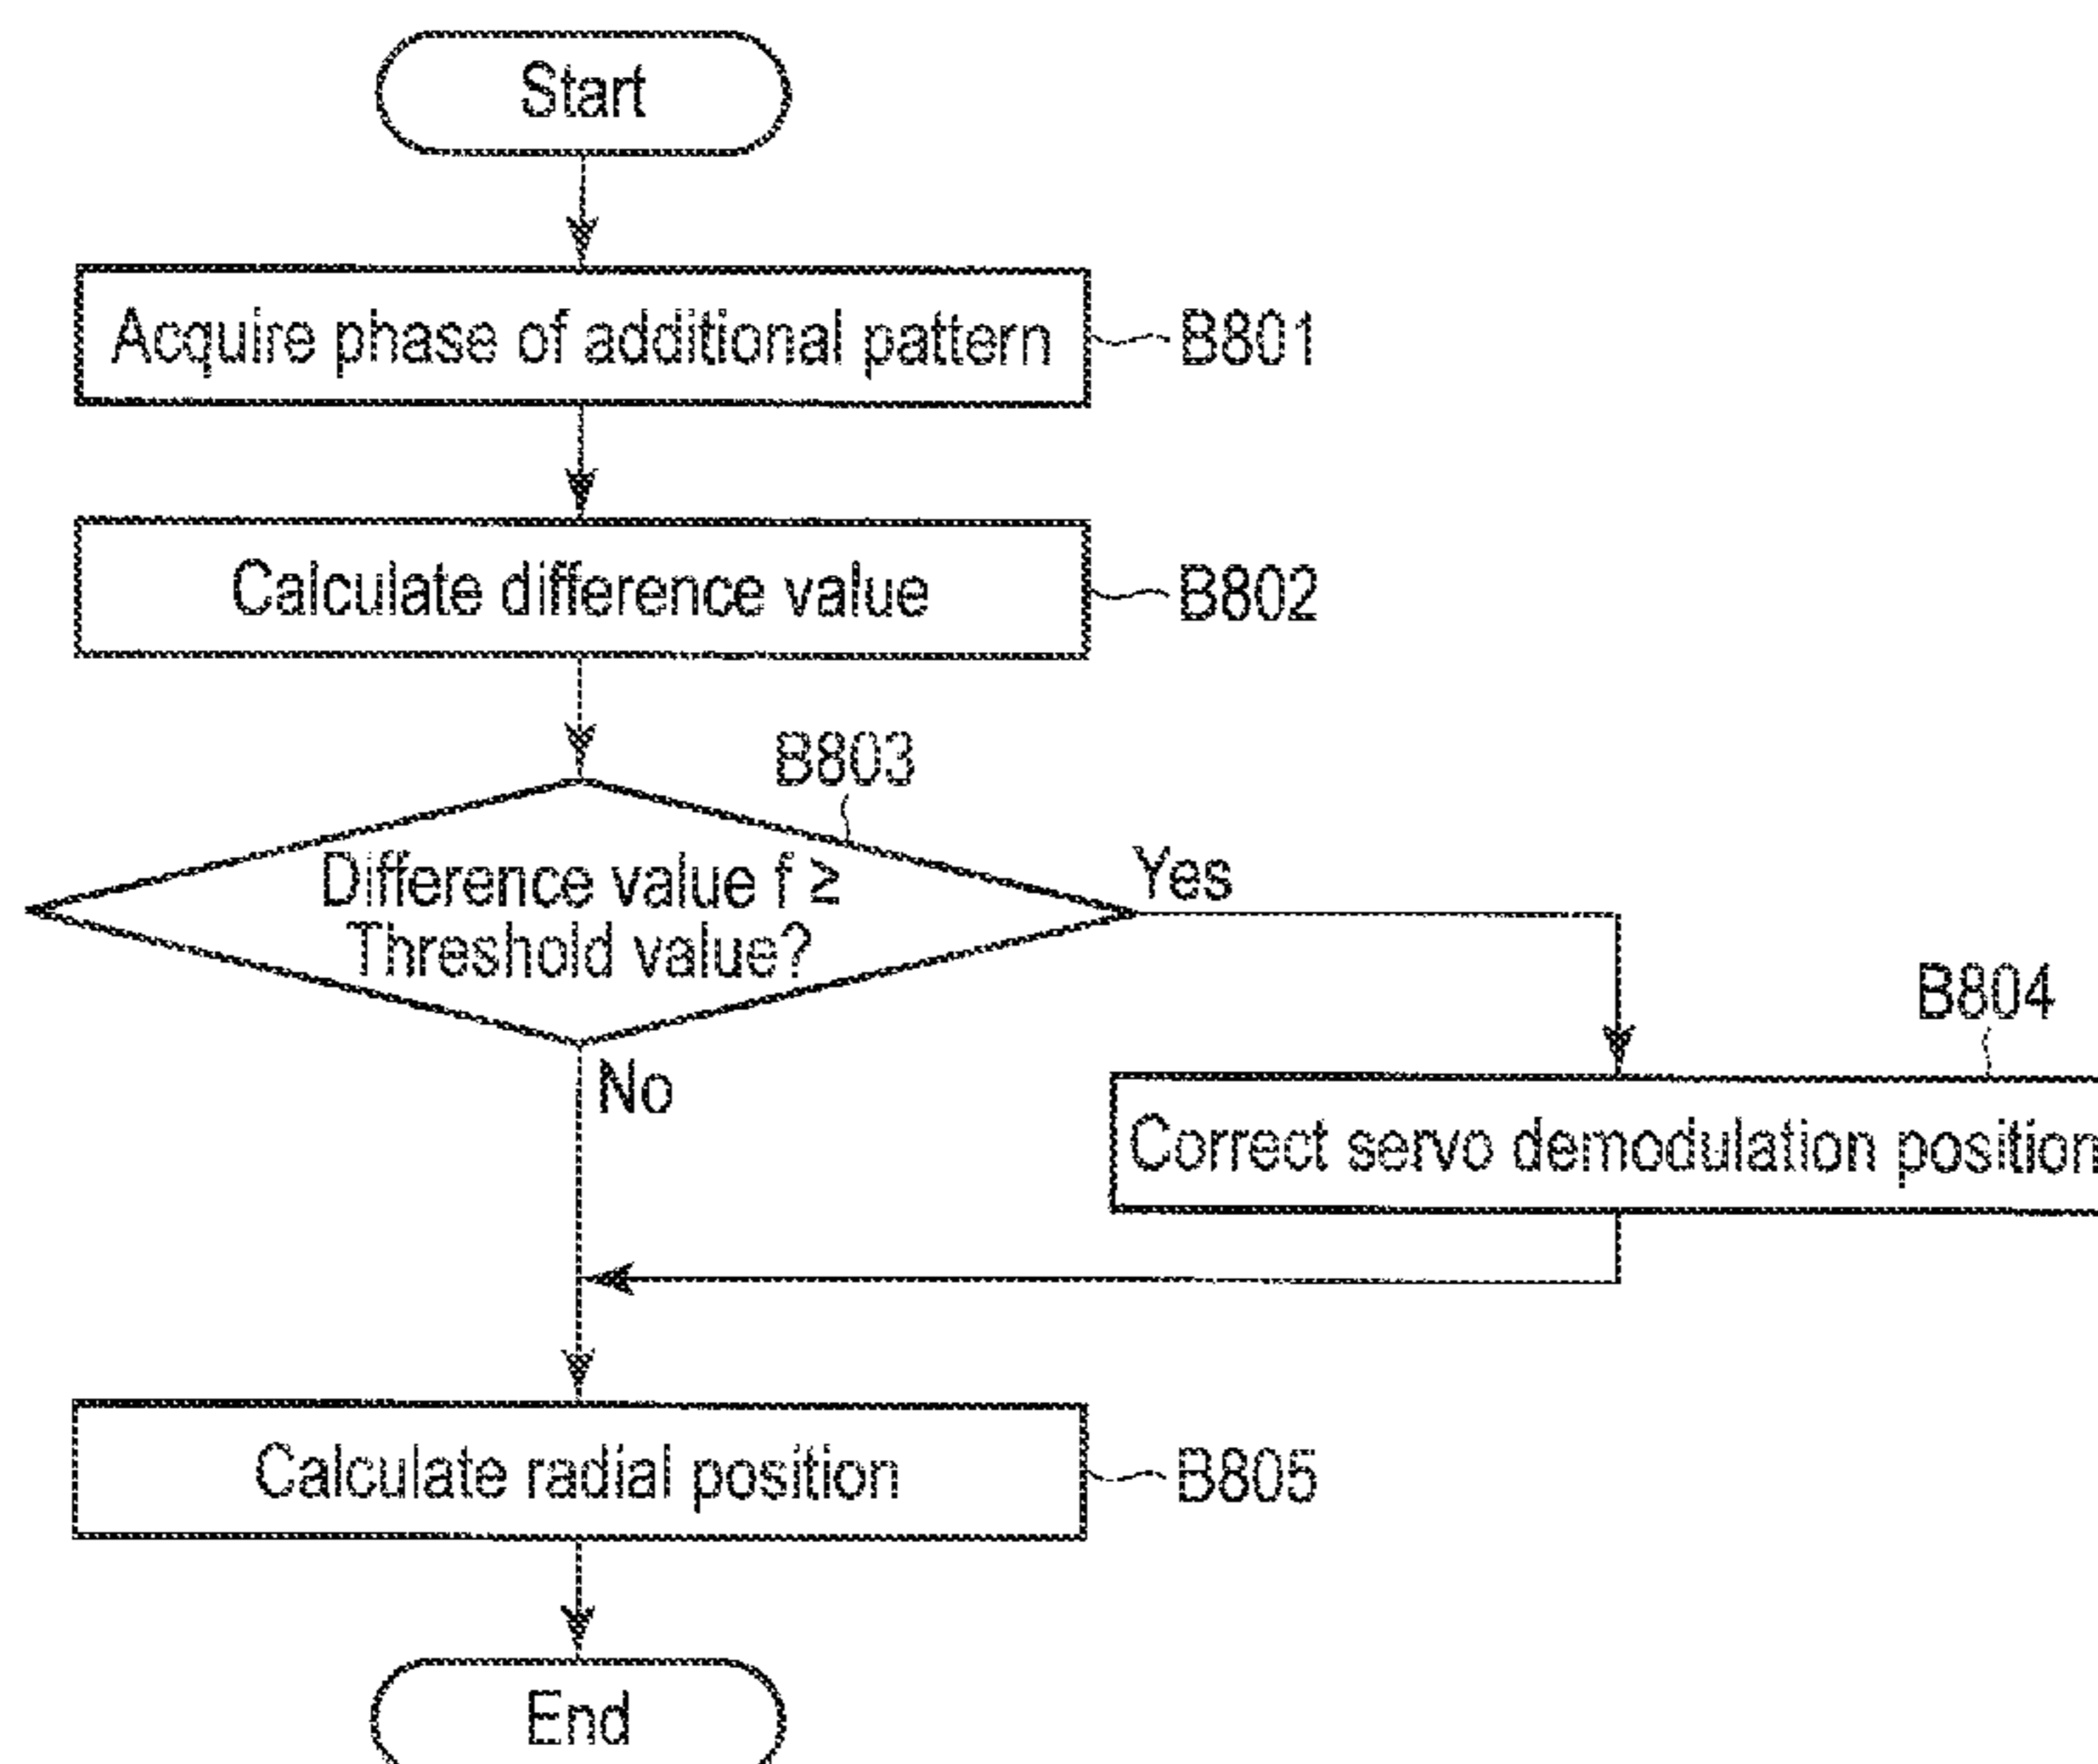 Start
Acquire phase of additional pattern
B801
Calculate difference value
B802
B803
Difference value f ≥
Threshold value?
Yes
No
B804
Correct servo demodulation position
Calculate radial position
B805
End